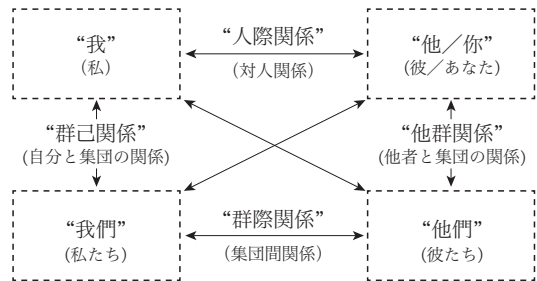 “我”
（私）
“人際関係”
（対人関係）
“他／你”
（彼／あなた）
“群己関係”
（自分と集団の関係）
“他群関係”
（他者と集団の関係）
“我們”
（私たち）
“群際関係”
（集団間関係）
“他們”
（彼たち）